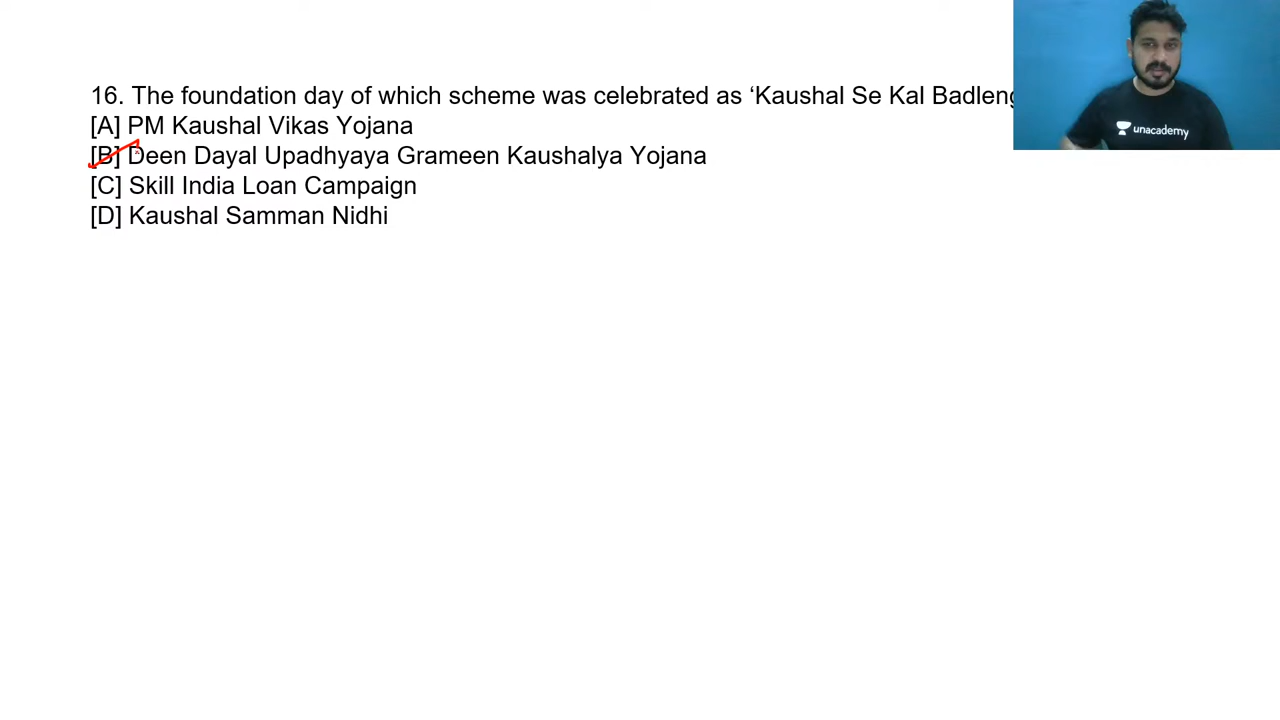 16. The foundation day of which scheme was celebrated as ‘Kaushal Se Kal Badleng
[A] PM Kaushal Vikas Yojana
[B] Deen Dayal Upadhyaya Grameen Kaushalya Yojana
[C] Skill India Loan Campaign
[D] Kaushal Samman Nidhi
unacademy